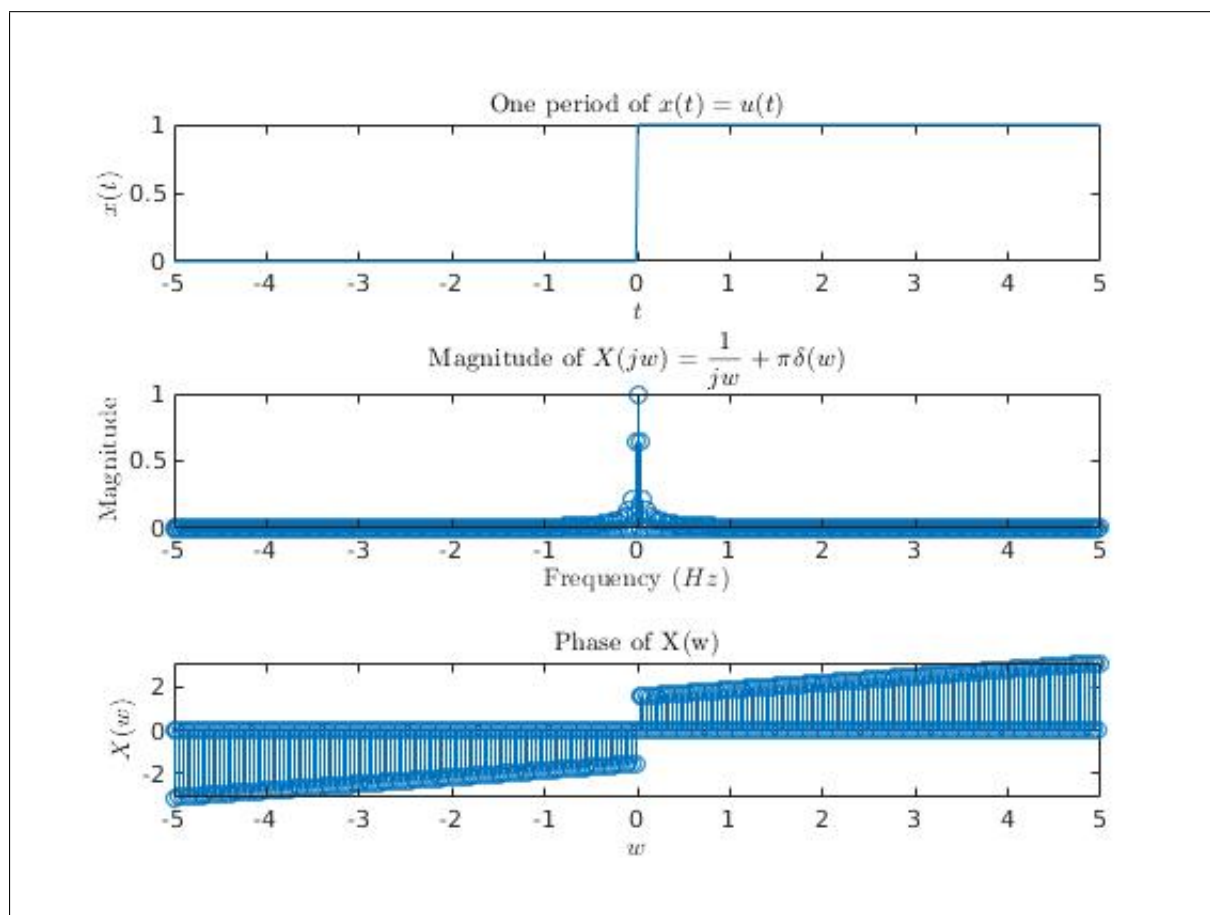 One period of x(t) = u(t)
1
0.5
0
x(t)
-5 -4 -3 -2 -1 0 1 2 3 4 5
t
Magnitude of X(jw) = 1/jw + πδ(w)
1
0.5
0
Magnitude
-5 -4 -3 -2 -1 0 1 2 3 4 5
Frequency (Hz)
Phase of X(w)
2
0
-2
X(w)
-5 -4 -3 -2 -1 0 1 2 3 4 5
w